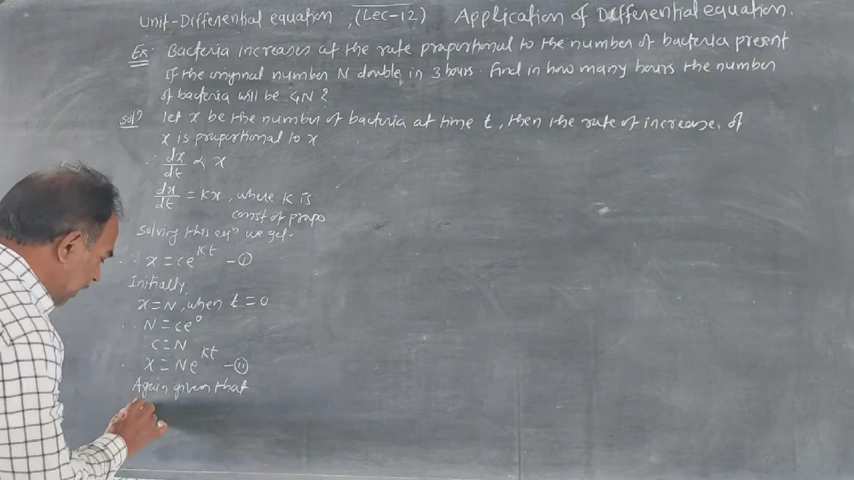 Unit-Differential equation, (Lec-12) Application of Differential equation.
Ex: Bacteria increases at the rate proportional to the number of bacteria present
If the original number N double in 3 hours. Find in how many hours the number
of bacteria will be 4N?
Solⁿ let x be the number of bacteria at time t, then the rate of increase of
x is proportional to x
∴ dx/dt ∝ x
dx/dt = Kx, where K is
const of propo
Solving this eqⁿ we get.
∴ x = ce^Kt —(I)
Initially,
x = N, when t = 0
∴ N = ce^0
∴ c = N
∴ x = Ne^Kt —(II)
Again given that